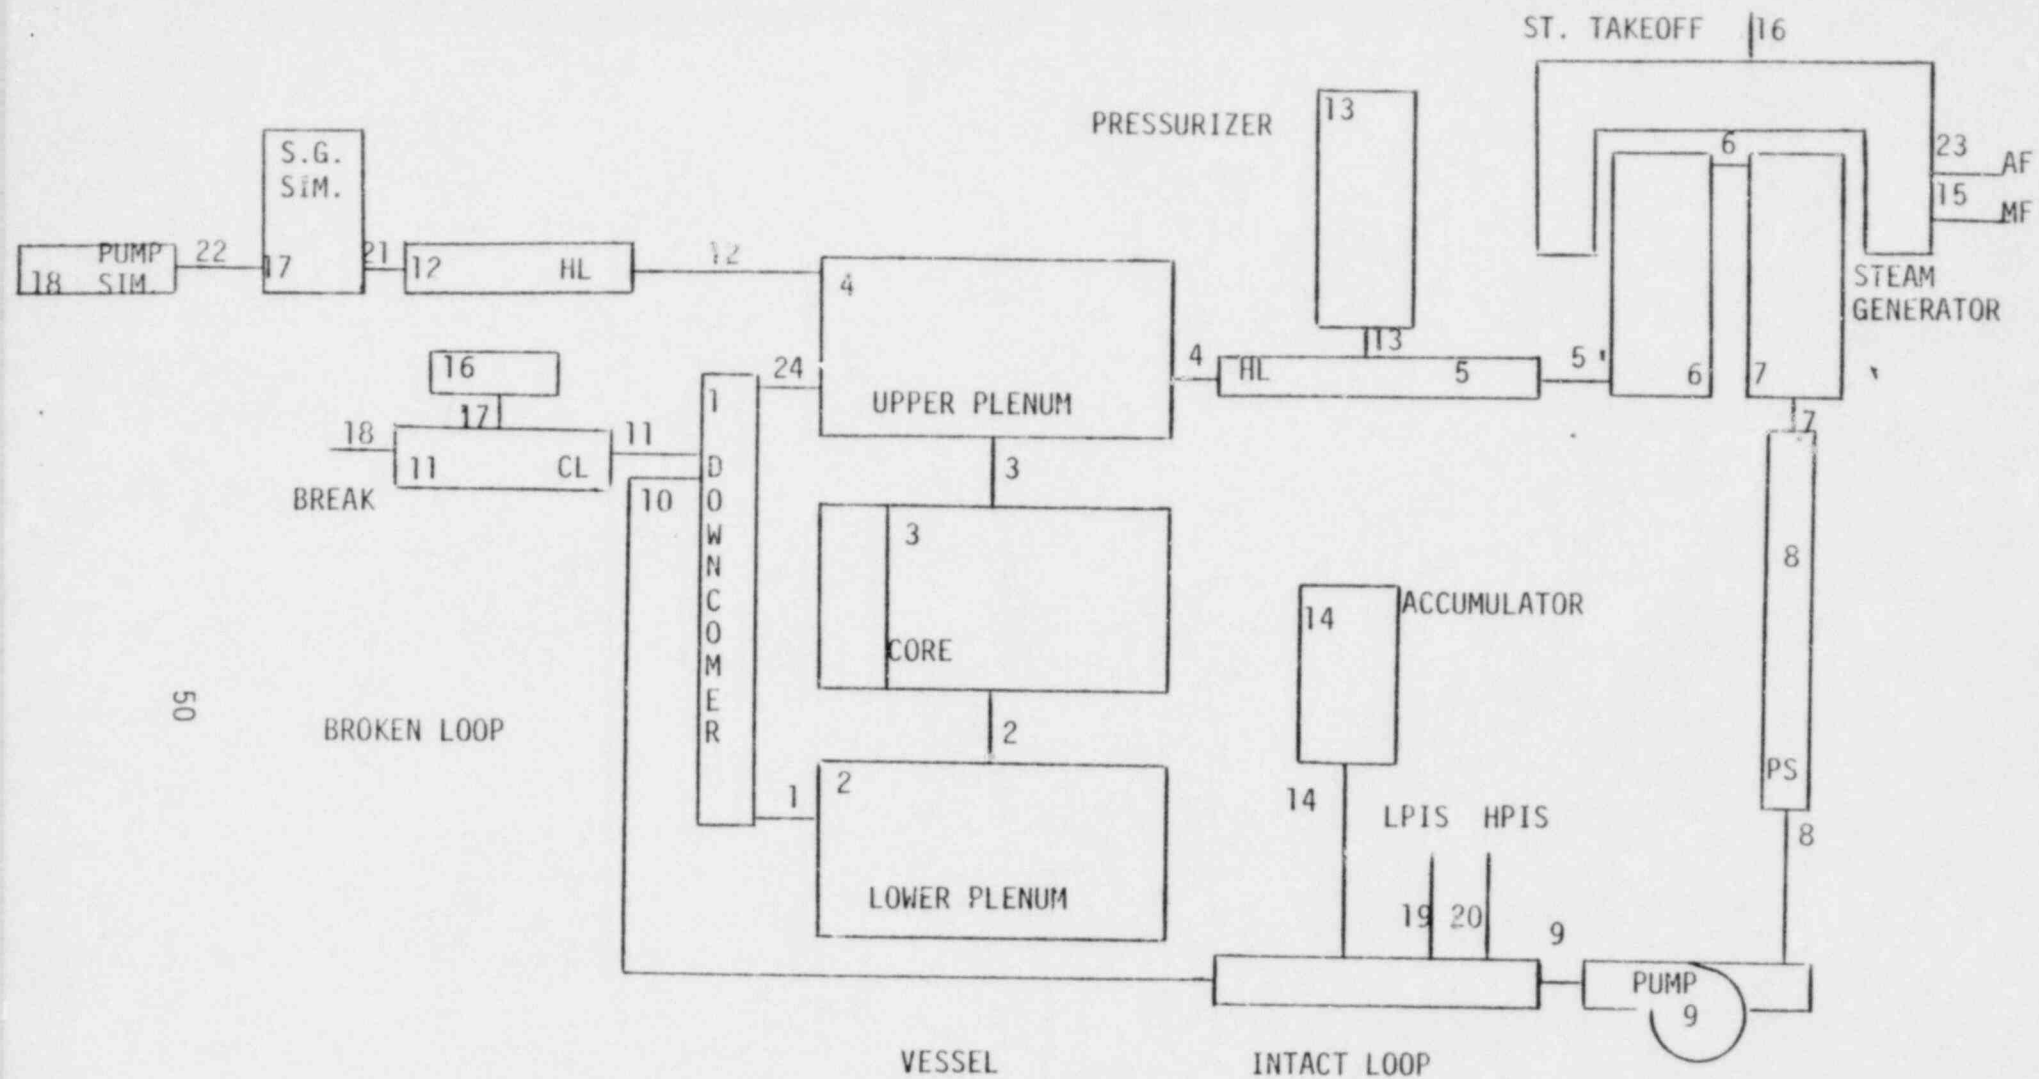 ST. TAKEOFF 16
PRESSURIZER
13
13
S.G.
SIM.
17
PUMP
18 SIM.
22
21
12 HL
12
4
UPPER PLENUM
24
4
HL 5
5
6
6
7
23 AF
15 MF
STEAM
GENERATOR
7
16
17
18
11 CL
11
BREAK
10
1
DOWNCOMER
3
3
CORE
2
2
LOWER PLENUM
1
ACCUMULATOR
14
14
LPIS HPIS
19 20
9
8
PS
8
PUMP
9
50
BROKEN LOOP
VESSEL
INTACT LOOP